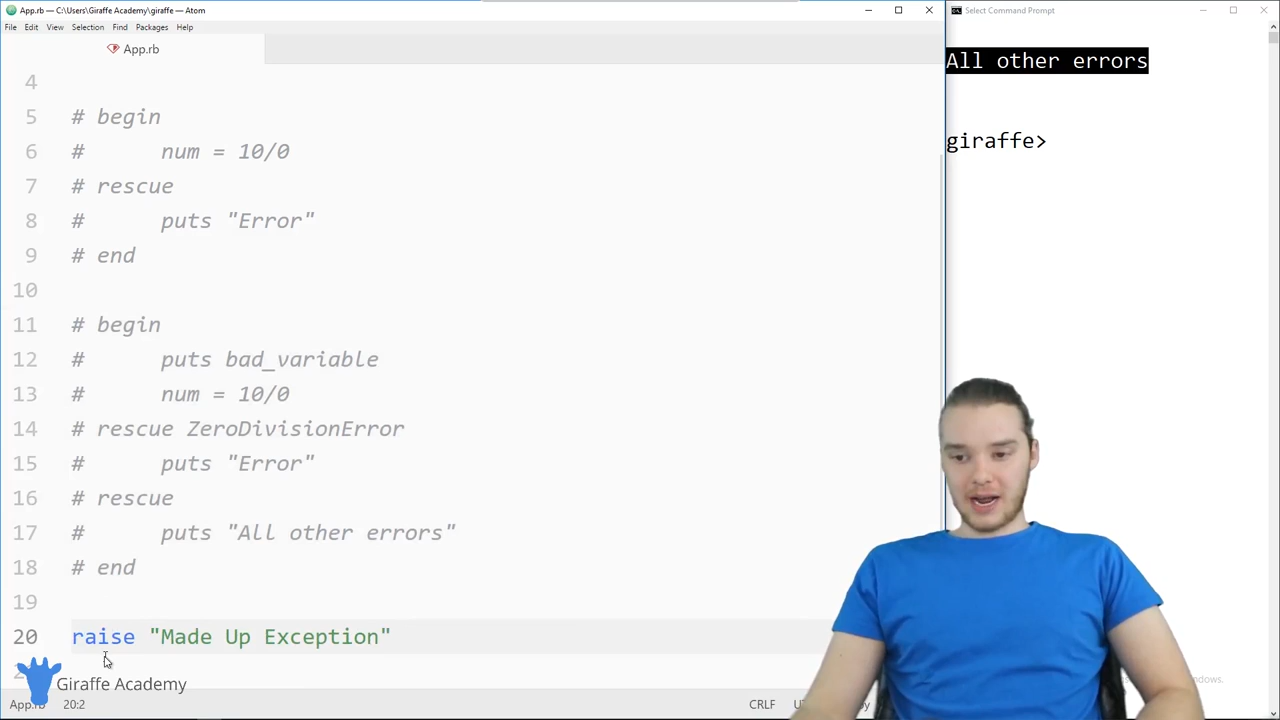 App.rb — C:\Users\Giraffe Academy\giraffe — Atom
File Edit View Selection Find Packages Help
App.rb
4
5 # begin
6 # num = 10/0
7 # rescue
8 # puts "Error"
9 # end
10
11 # begin
12 # puts bad_variable
13 # num = 10/0
14 # rescue ZeroDivisionError
15 # puts "Error"
16 # rescue
17 # puts "All other errors"
18 # end
19
20 raise "Made Up Exception"
Giraffe Academy
20:2 CRLF
Select Command Prompt
All other errors
giraffe>